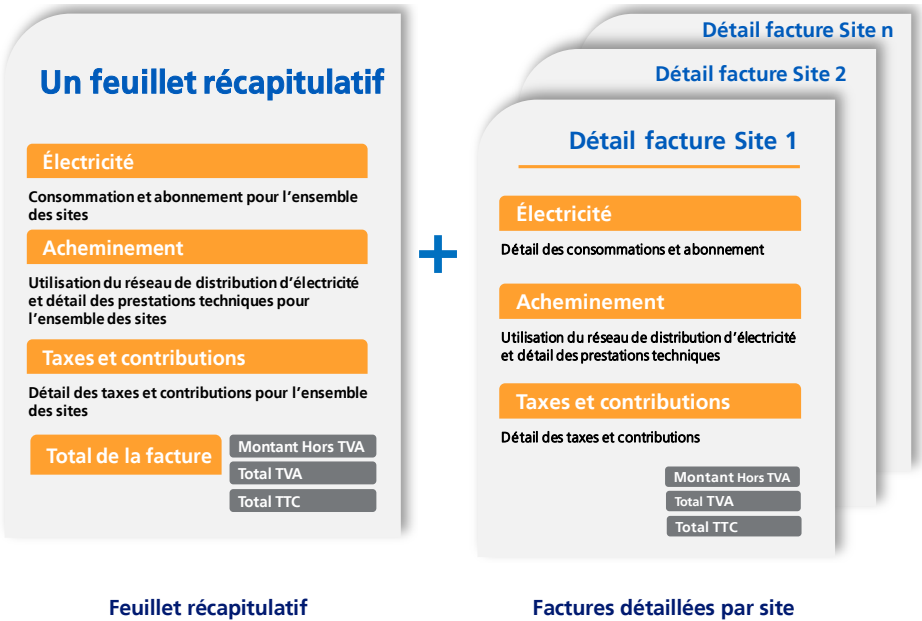 Un feuillet récapitulatif
Électricité
Consommation et abonnement pour l'ensemble
des sites
Acheminement
Utilisation du réseau de distribution d'électricité
et détail des prestations techniques pour
l'ensemble des sites
Taxes et contributions
Détail des taxes et contributions pour l'ensemble
des sites
Total de la facture
Montant Hors TVA
Total TVA
Total TTC
+
Détail facture Site n
Détail facture Site 2
Détail facture Site 1
Électricité
Détail des consommations et abonnement
Acheminement
Utilisation du réseau de distribution d'électricité
et détail des prestations techniques
Taxes et contributions
Détail des taxes et contributions
Montant Hors TVA
Total TVA
Total TTC
Feuillet récapitulatif
Factures détaillées par site